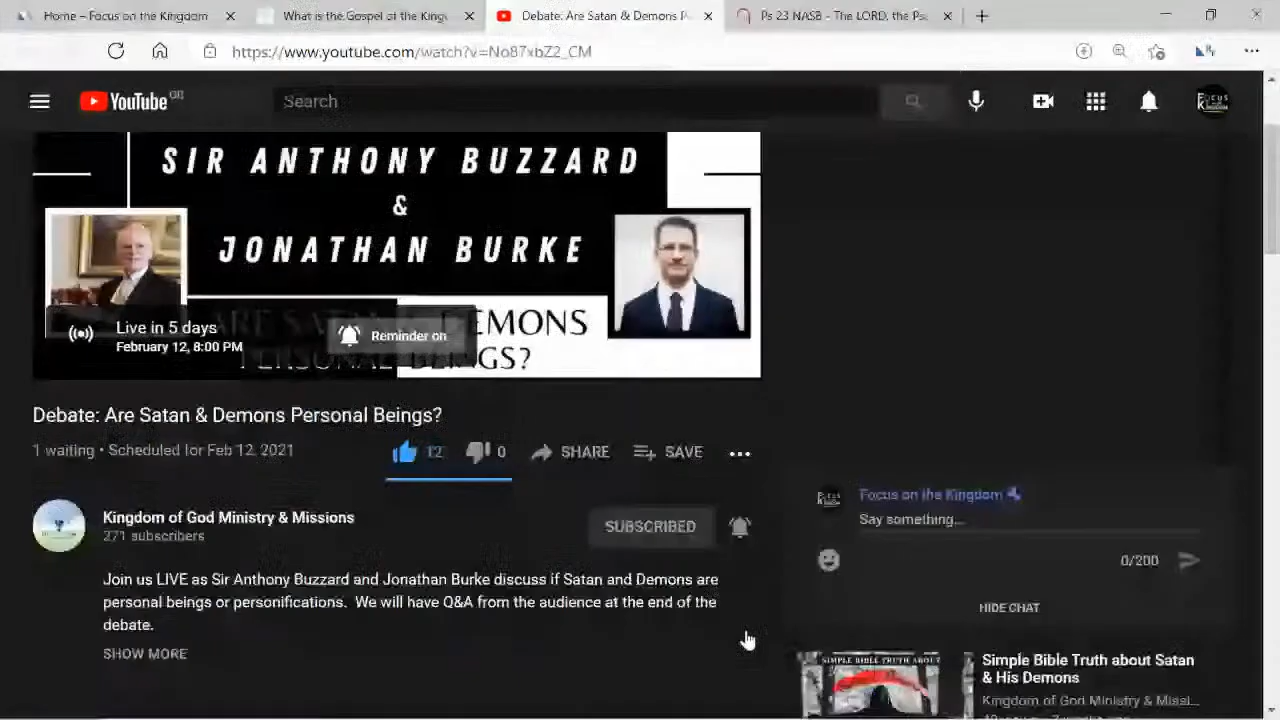 Home – Focus on the Kingdom
What is the Gospel of the King
Debate: Are Satan & Demons P
Ps 23 NASB - The LORD, the Ps
https://www.youtube.com/watch?v=No87xbZ2_CM
YouTube GB
Search
SIR ANTHONY BUZZARD
&
JONATHAN BURKE
ARE SATAN & DEMONS
PERSONAL BEINGS?
Live in 5 days
February 12, 8:00 PM
Reminder on
Debate: Are Satan & Demons Personal Beings?
1 waiting • Scheduled for Feb 12, 2021
12
0
SHARE
SAVE
Kingdom of God Ministry & Missions
271 subscribers
SUBSCRIBED
Join us LIVE as Sir Anthony Buzzard and Jonathan Burke discuss if Satan and Demons are
personal beings or personifications. We will have Q&A from the audience at the end of the
debate.
SHOW MORE
Focus on the Kingdom
Say something...
0/200
HIDE CHAT
SIMPLE BIBLE TRUTH ABOUT
Simple Bible Truth about Satan
& His Demons
Kingdom of God Ministry & Missi...